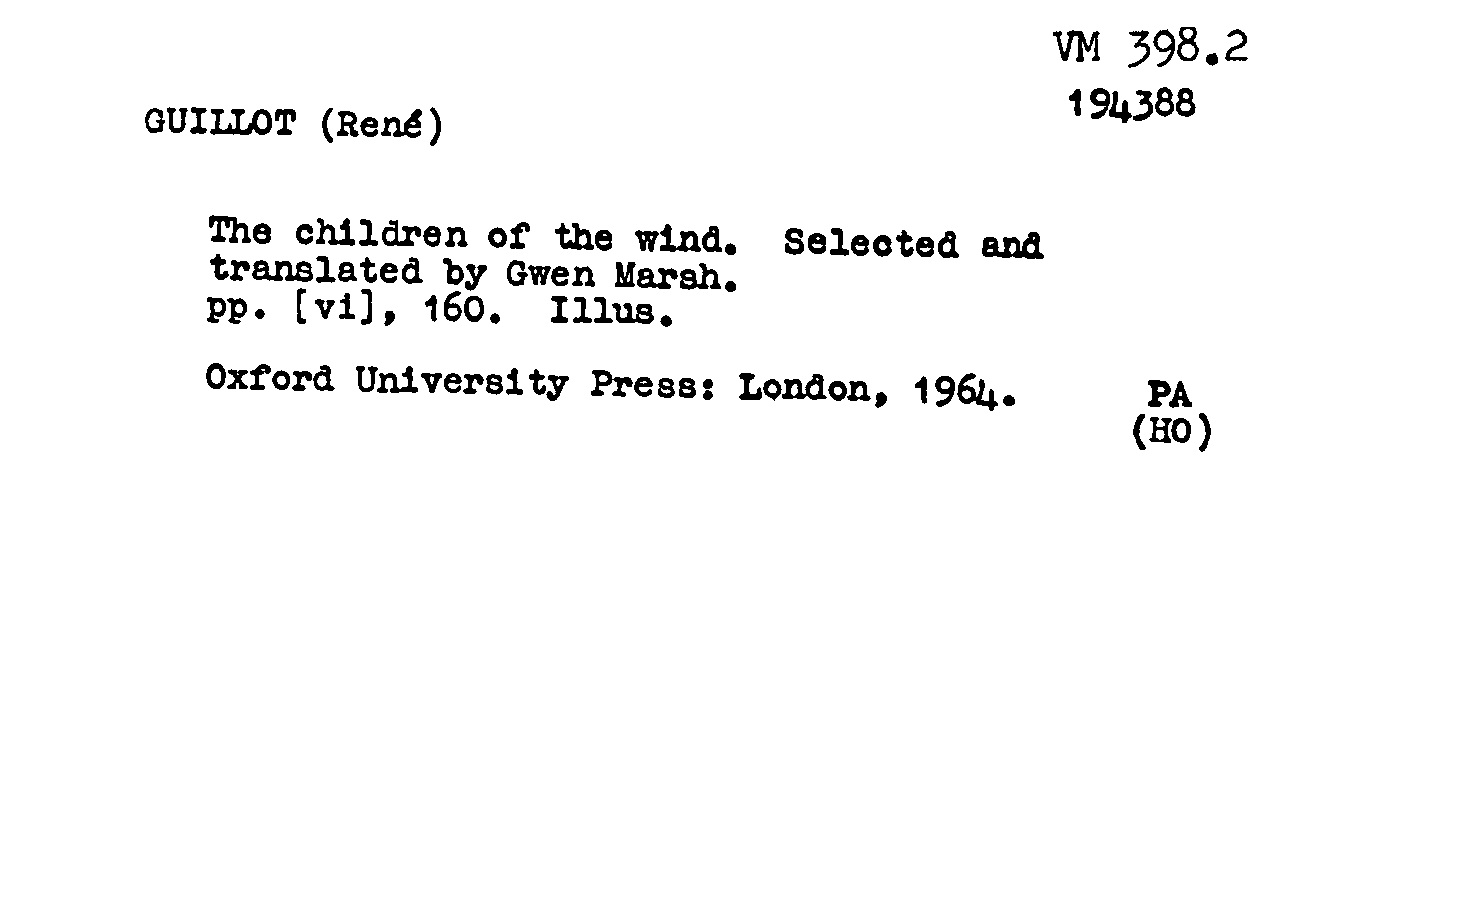 VM 398.2
194388
GUILLOT (René)
The children of the wind. Selected and
translated by Gwen Marsh.
pp. [vi], 160. Illus.
Oxford University Press: London, 1964.
PA
(HO)